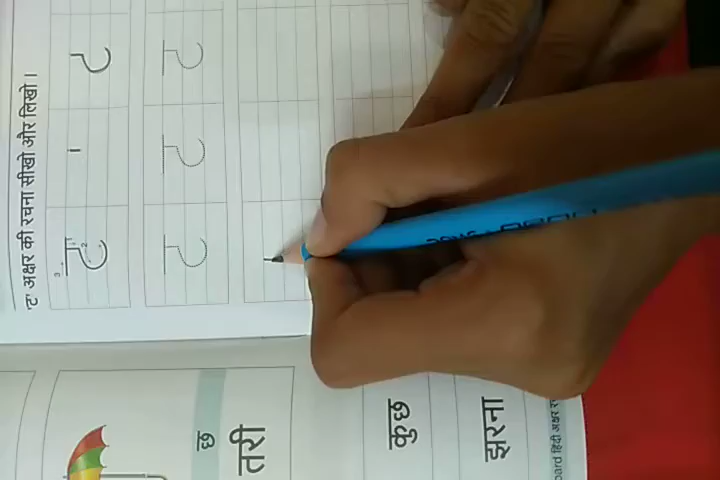 'ट' अक्षर की रचना सीखो और लिखो।
ट
ट
ट ट ट
छ
तरी
कुछ
झरना